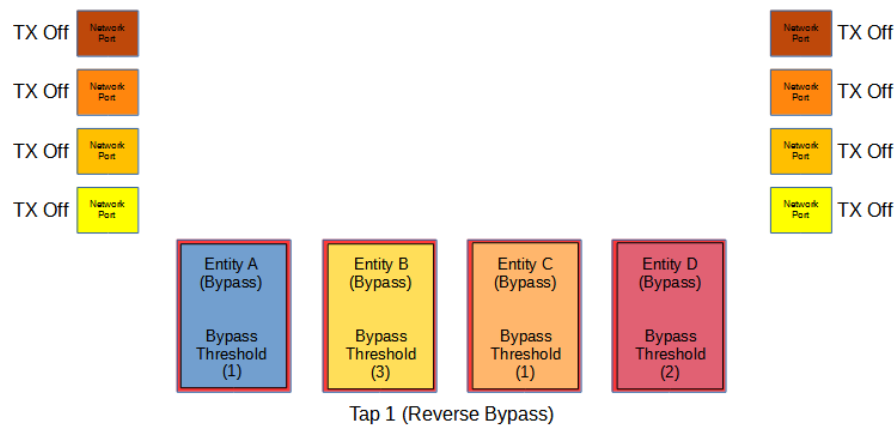 TX Off
Network
Port
Network
Port
TX Off
TX Off
Network
Port
Network
Port
TX Off
TX Off
Network
Port
Network
Port
TX Off
TX Off
Network
Port
Network
Port
TX Off
Entity A
(Bypass)
Bypass
Threshold
(1)
Entity B
(Bypass)
Bypass
Threshold
(3)
Entity C
(Bypass)
Bypass
Threshold
(1)
Entity D
(Bypass)
Bypass
Threshold
(2)
Tap 1 (Reverse Bypass)